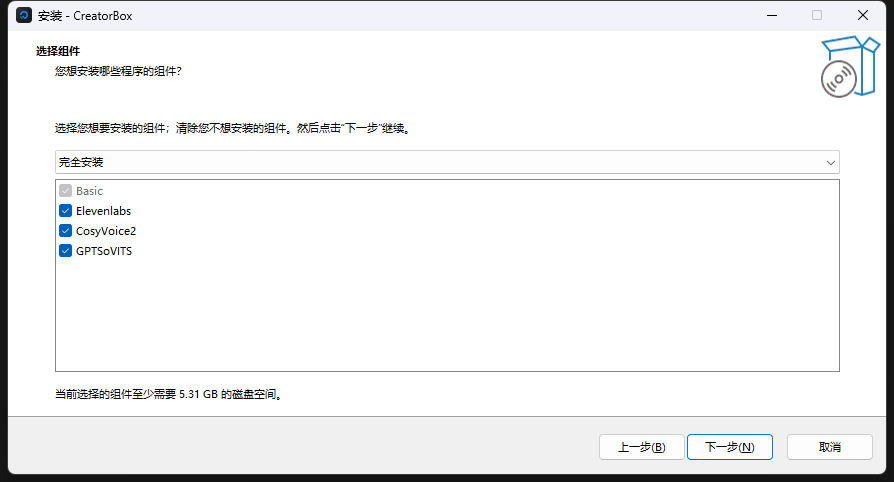 安装 - CreatorBox
选择组件
您想安装哪些程序的组件？
选择您想要安装的组件；清除您不想安装的组件。然后点击“下一步”继续。
完全安装
Basic
Elevenlabs
CosyVoice2
GPTSoVITS
当前选择的组件至少需要 5.31 GB 的磁盘空间。
上一步(B) 下一步(N) 取消